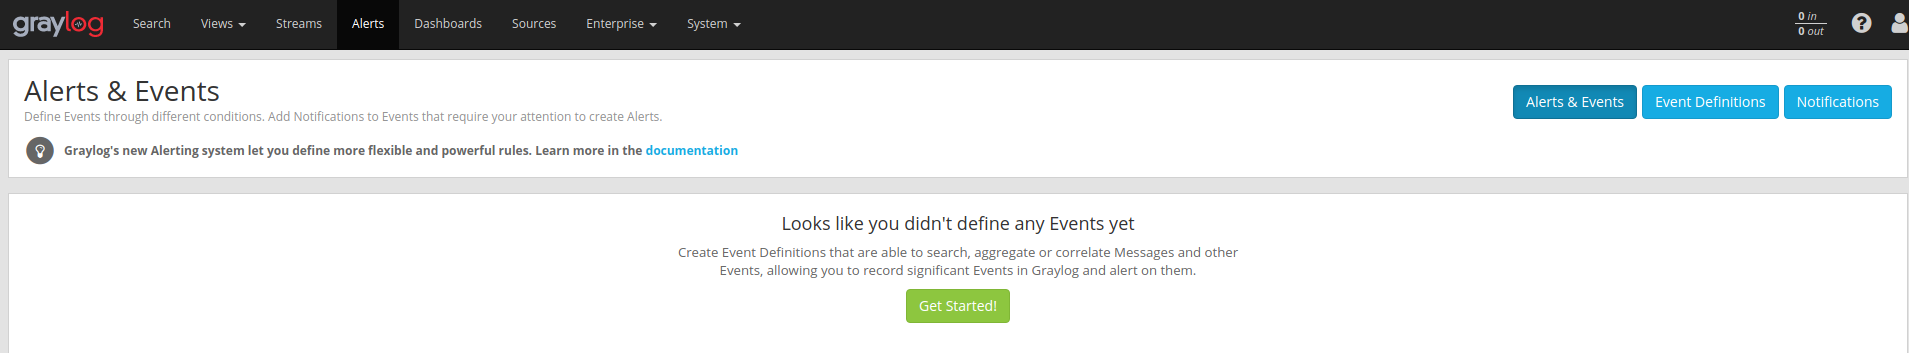 graylog Search Views Streams Alerts Dashboards Sources Enterprise System 0 in
0 out
Alerts & Events
Alerts & Events Event Definitions Notifications
Define Events through different conditions. Add Notifications to Events that require your attention to create Alerts.
Graylog's new Alerting system let you define more flexible and powerful rules. Learn more in the documentation
Looks like you didn't define any Events yet
Create Event Definitions that are able to search, aggregate or correlate Messages and other
Events, allowing you to record significant Events in Graylog and alert on them.
Get Started!